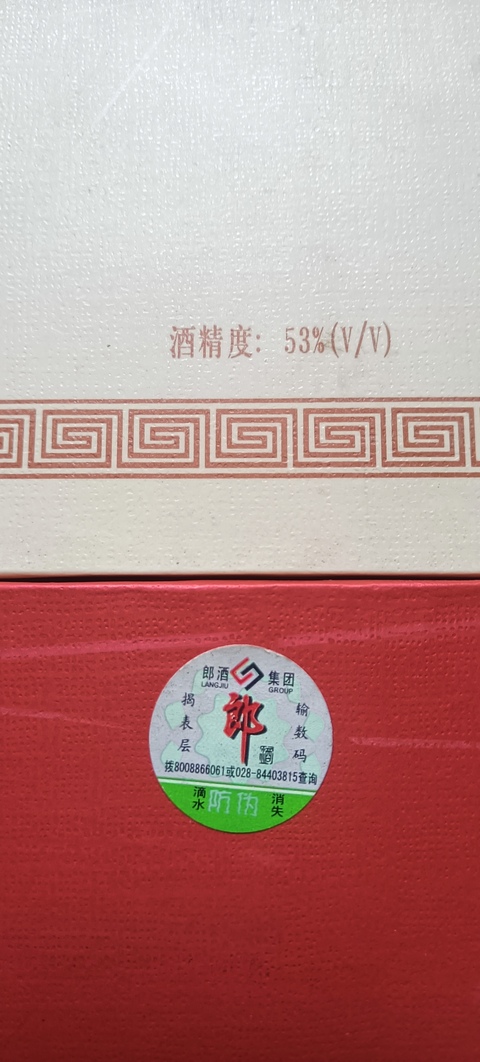 酒精度: 53%(V/V)
郎酒 集团
LANGJIU GROUP
郎
揭表层
输数码
拨8008866061或028-84403815查询
滴水 防伪 消失